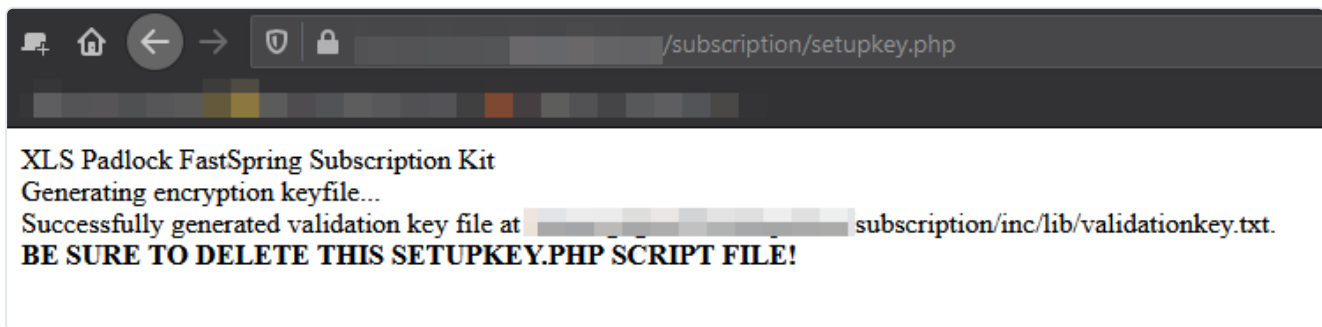 /subscription/setupkey.php
XLS Padlock FastSpring Subscription Kit
Generating encryption keyfile...
Successfully generated validation key file at subscription/inc/lib/validationkey.txt.
BE SURE TO DELETE THIS SETUPKEY.PHP SCRIPT FILE!